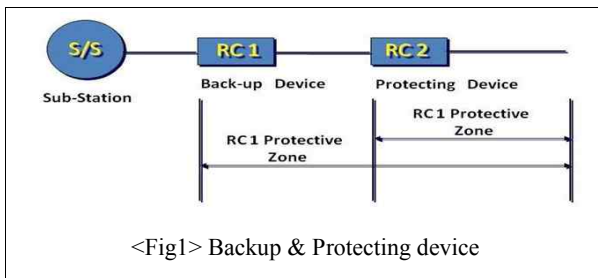 S/S
RC 1
RC 2
Sub-Station
Back-up Device
Protecting Device
RC1 Protective
Zone
RC1 Protective
Zone
<Fig1> Backup & Protecting device